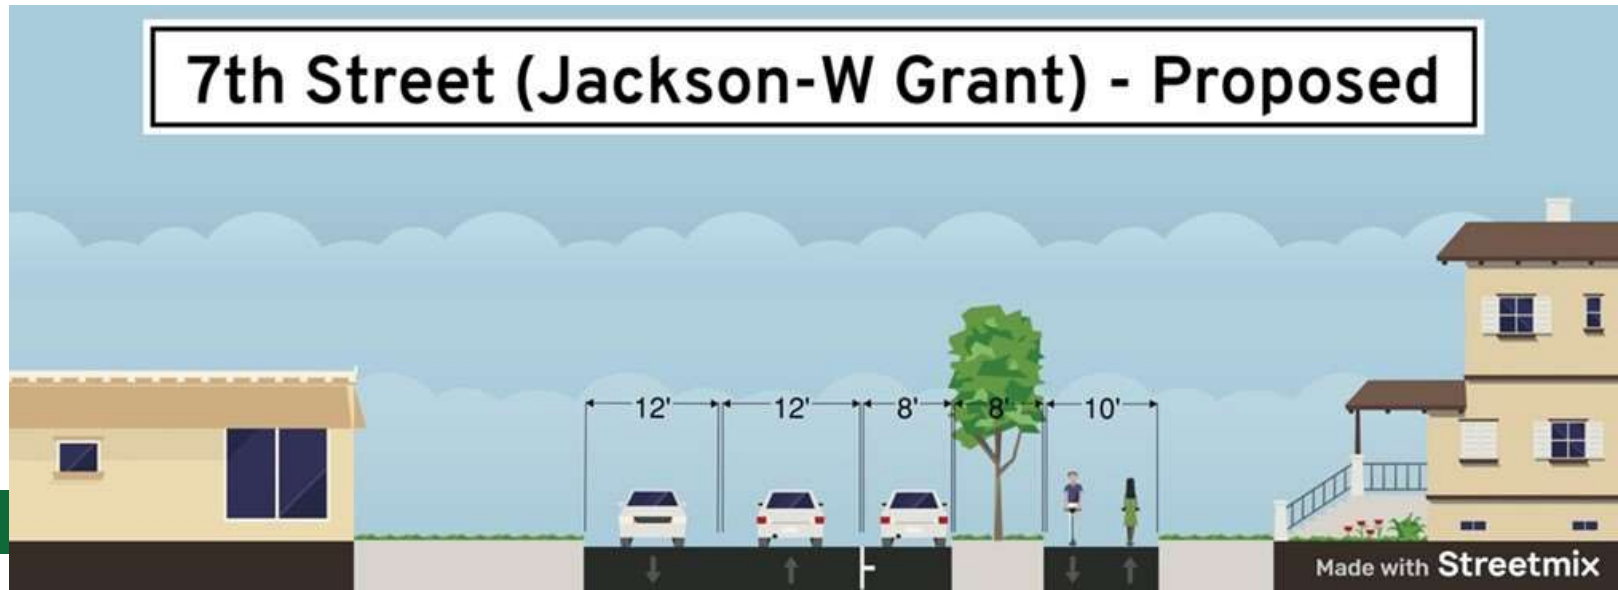 7th Street (Jackson-W Grant) - Proposed
12' 12' 8' 8' 10'
Made with Streetmix